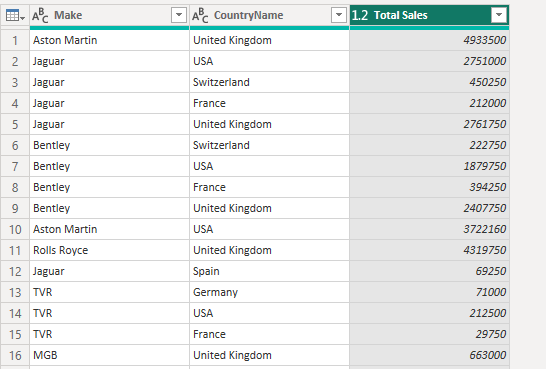 ABC Make ABC CountryName 1.2 Total Sales
1 Aston Martin United Kingdom 4933500
2 Jaguar USA 2751000
3 Jaguar Switzerland 450250
4 Jaguar France 212000
5 Jaguar United Kingdom 2761750
6 Bentley Switzerland 222750
7 Bentley USA 1879750
8 Bentley France 394250
9 Bentley United Kingdom 2407750
10 Aston Martin USA 3722160
11 Rolls Royce United Kingdom 4319750
12 Jaguar Spain 69250
13 TVR Germany 71000
14 TVR USA 212500
15 TVR France 29750
16 MGB United Kingdom 663000